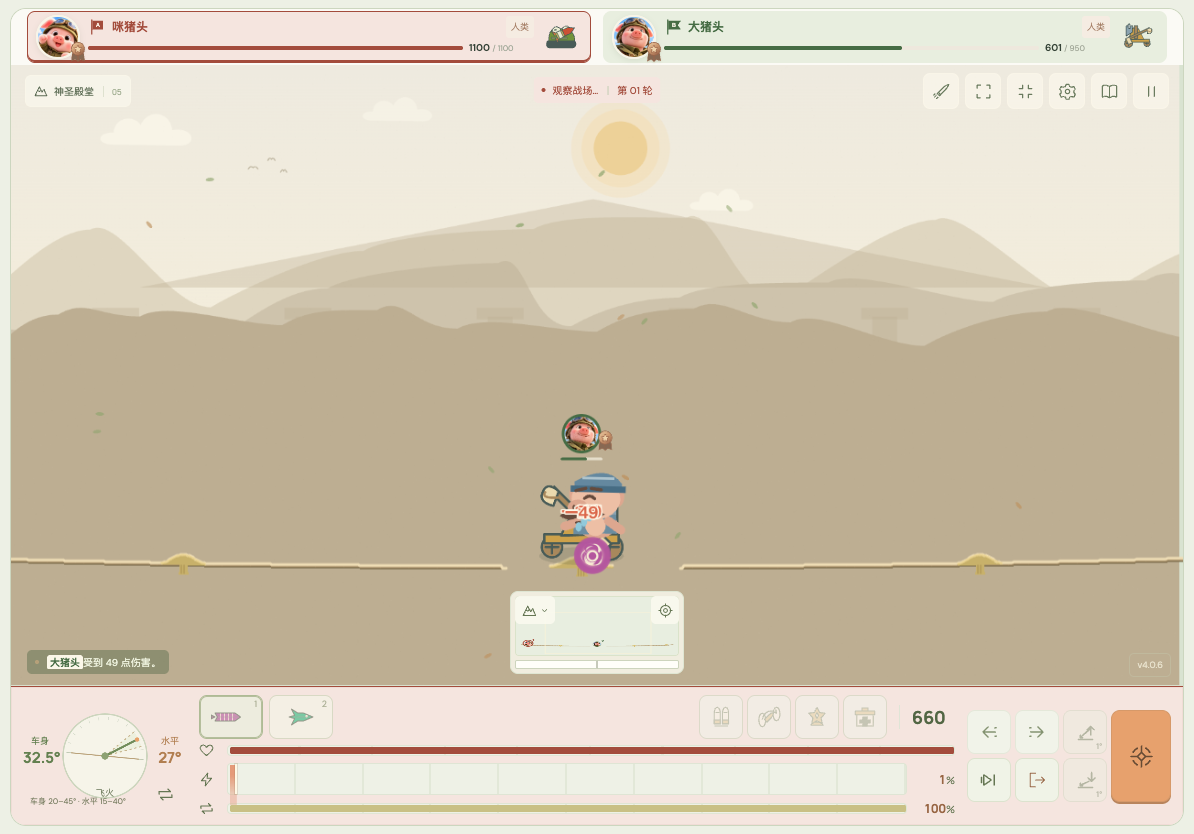 咪猪头
人类
1100 / 1100
大猪头
人类
601 / 950
神圣殿堂 05
观察战场… 第 01 轮
—49
大猪头受到 49 点伤害。
v4.0.6
1
2
660
车身
32.5°
水平
27°
飞火
车身 20–45° · 水平 15–40°
1%
100%
1°
1°